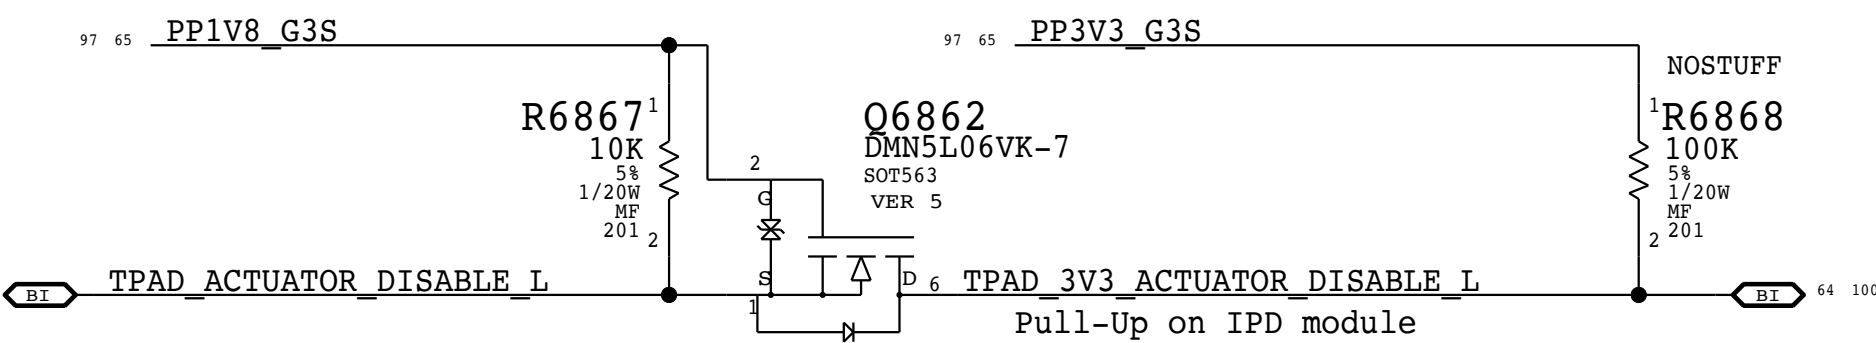 97 65 PP1V8_G3S
97 65 PP3V3_G3S
NOSTUFF
R6867 1
10K
5%
1/20W
MF
201 2
2
G
S
1
D 6
Q6862
DMN5L06VK-7
SOT563
VER 5
1 R6868
100K
5%
1/20W
MF
2 201
BI TPAD_ACTUATOR_DISABLE_L
TPAD_3V3_ACTUATOR_DISABLE_L
BI 64 100
Pull-Up on IPD module